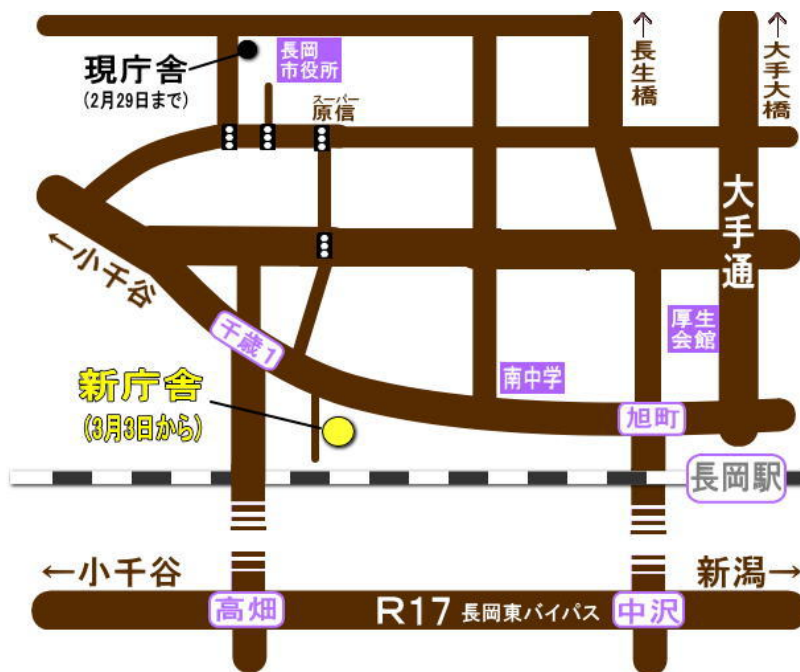 現庁舎
(2月29日まで)
長岡
市役所
スーパー
原信
↑長生橋
↑大手大橋
大手通
←小千谷
千歳1
厚生
会館
南中学
新庁舎
(3月3日から)
旭町
長岡駅
←小千谷
新潟→
高畑
R17 長岡東バイパス
中沢